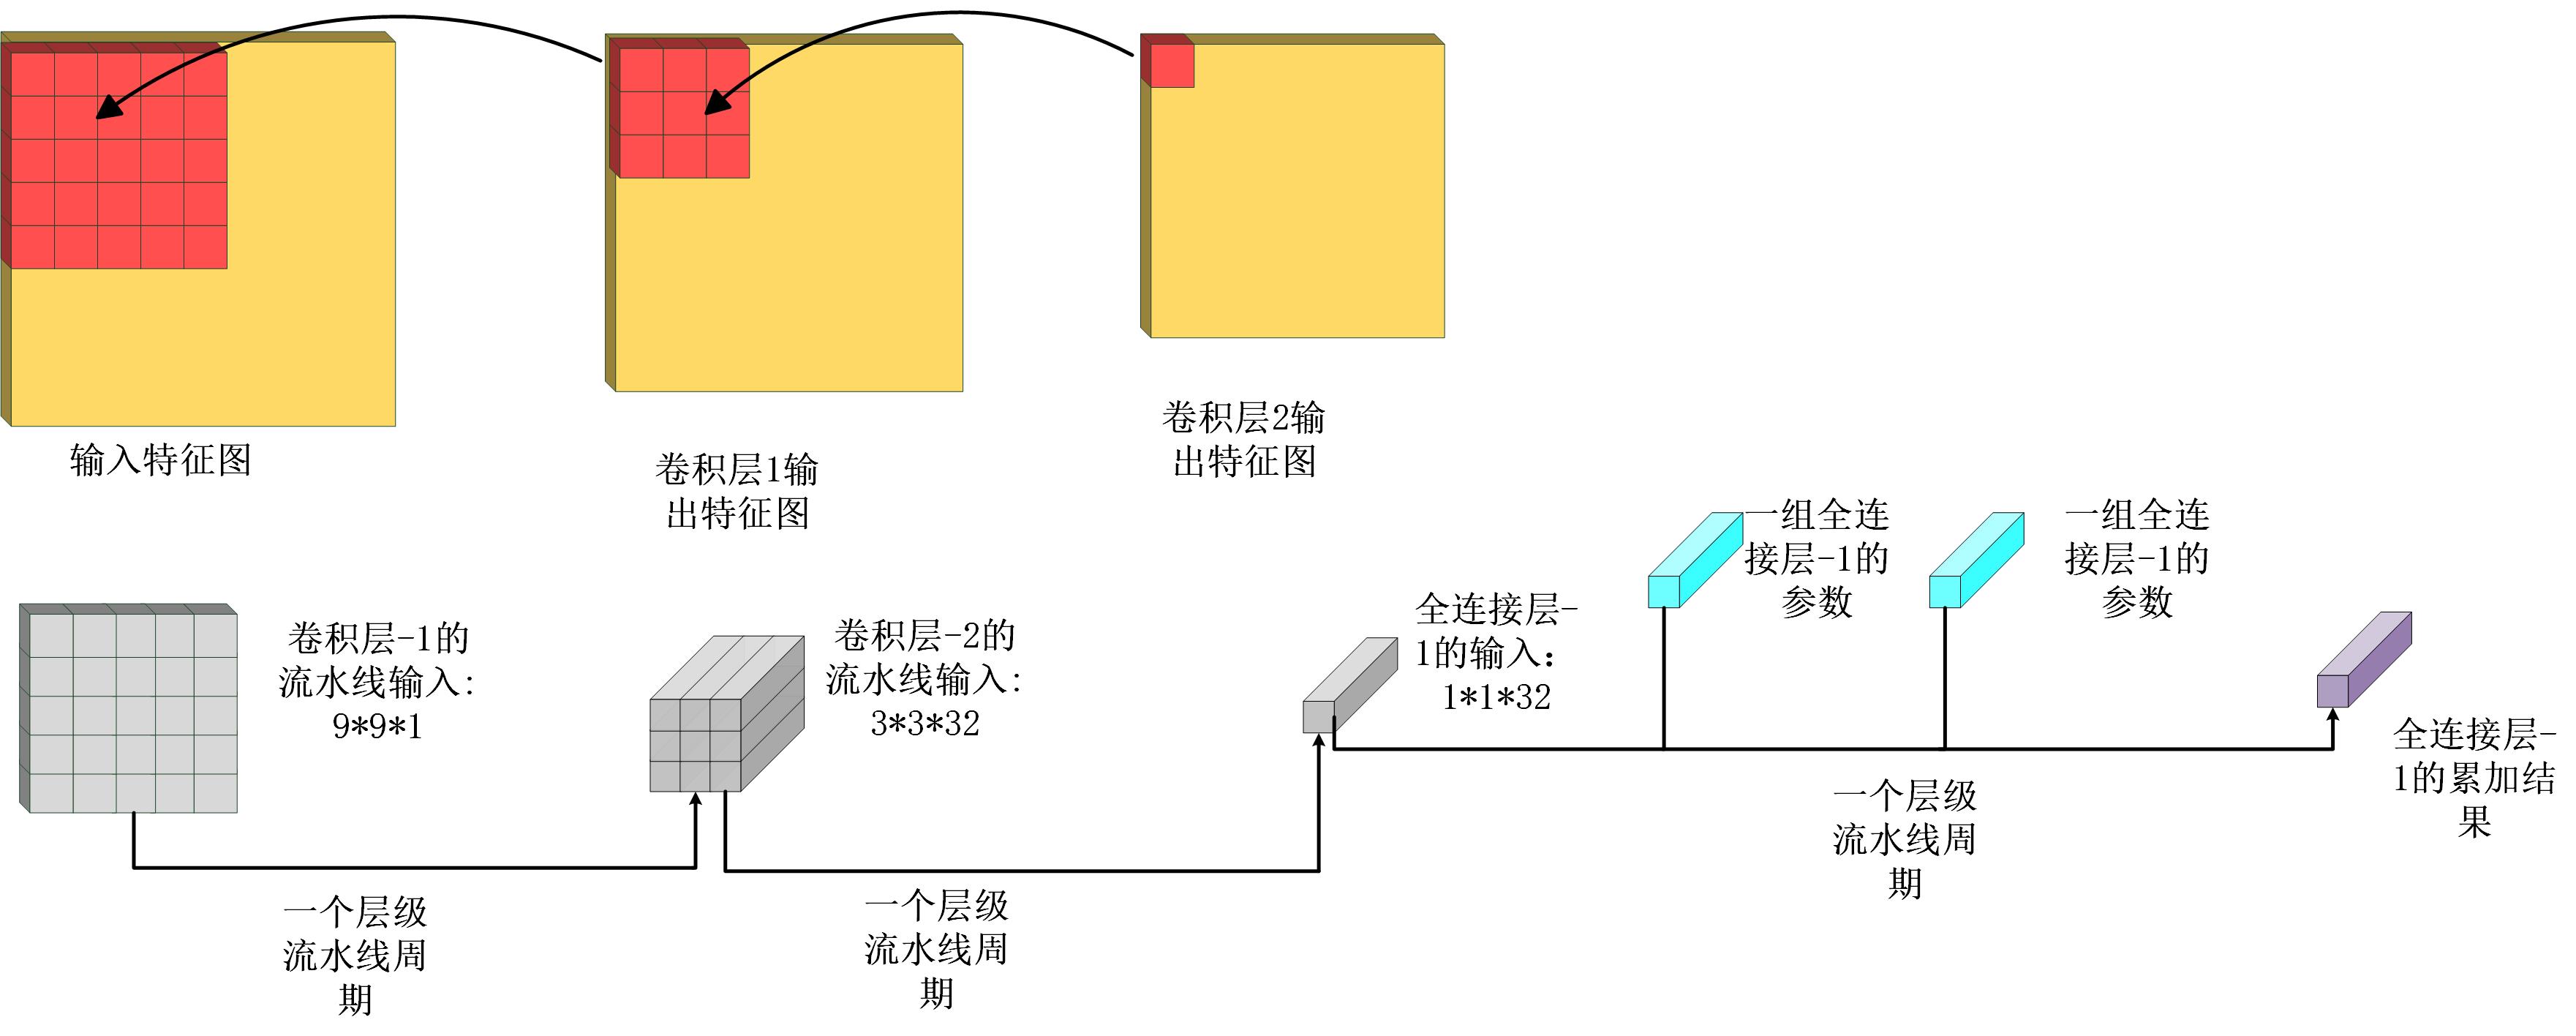 输入特征图
卷积层1输
出特征图
卷积层2输
出特征图
卷积层-1的
流水线输入:
9*9*1
卷积层-2的
流水线输入:
3*3*32
全连接层-
1的输入：
1*1*32
一组全连
接层-1的
参数
一组全连
接层-1的
参数
全连接层-
1的累加结
果
一个层级
流水线周
期
一个层级
流水线周
期
一个层级
流水线周
期